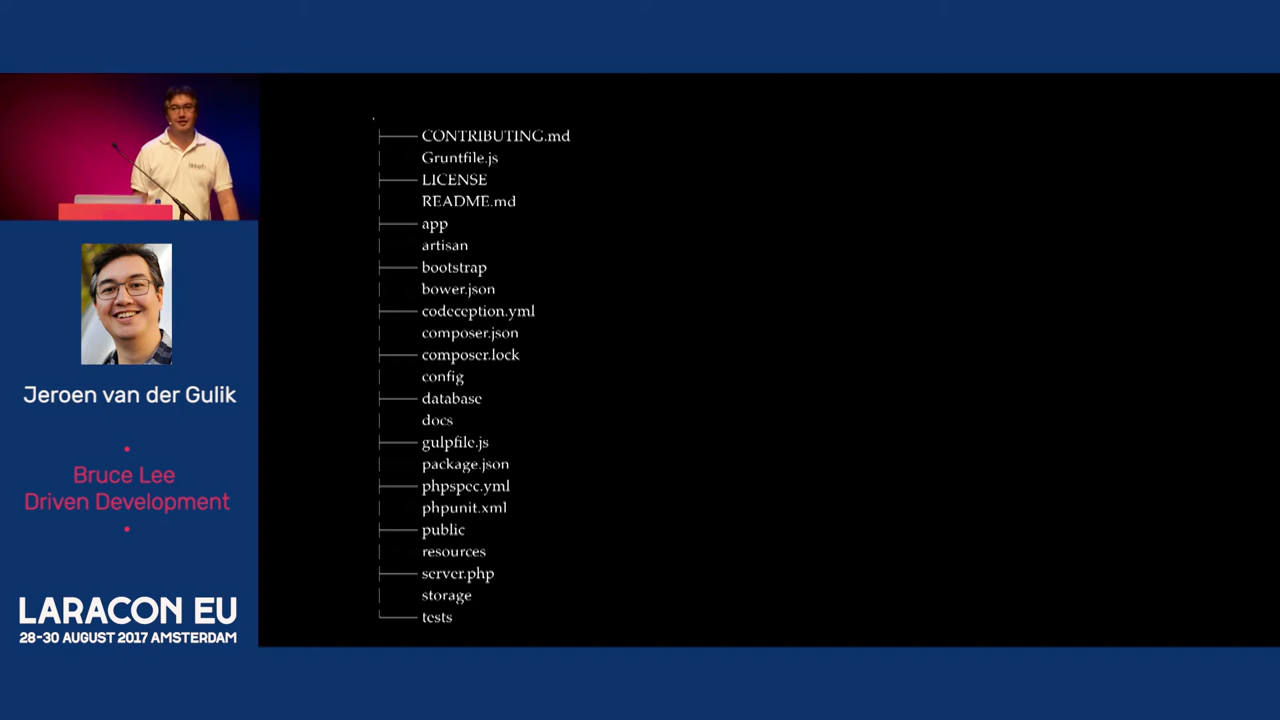 CONTRIBUTING.md
Gruntfile.js
LICENSE
README.md
app
artisan
bootstrap
bower.json
codeception.yml
composer.json
composer.lock
config
database
docs
gulpfile.js
package.json
phpspec.yml
phpunit.xml
public
resources
server.php
storage
tests
Jeroen van der Gulik
Bruce Lee
Driven Development
LARACON EU
28-30 AUGUST 2017 AMSTERDAM